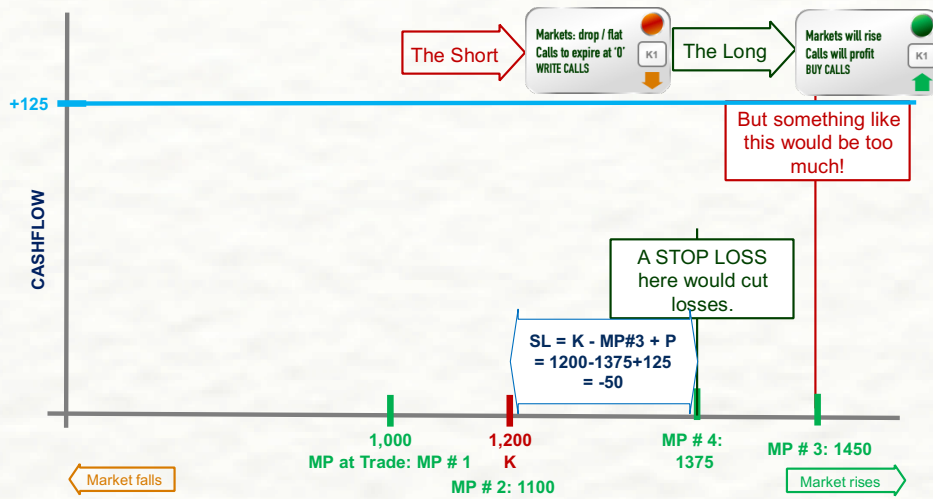 The Short
Markets: drop / flat
Calls to expire at ‘0’
WRITE CALLS
K1
The Long
Markets will rise
Calls will profit
BUY CALLS
K1
+125
But something like
this would be too
much!
CASHFLOW
A STOP LOSS
here would cut
losses.
SL = K - MP#3 + P
= 1200-1375+125
= -50
1,000
MP at Trade: MP # 1
1,200
K
MP # 2: 1100
MP # 4:
1375
MP # 3: 1450
Market falls
Market rises